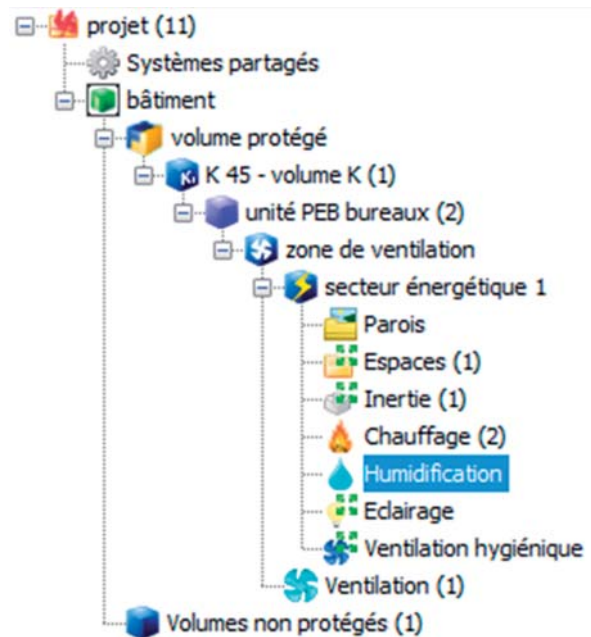 projet (11)
Systèmes partagés
bâtiment
volume protégé
K 45 - volume K (1)
unité PEB bureaux (2)
zone de ventilation
secteur énergétique 1
Parois
Espaces (1)
Inertie (1)
Chauffage (2)
Humidification
Eclairage
Ventilation hygiénique
Ventilation (1)
Volumes non protégés (1)